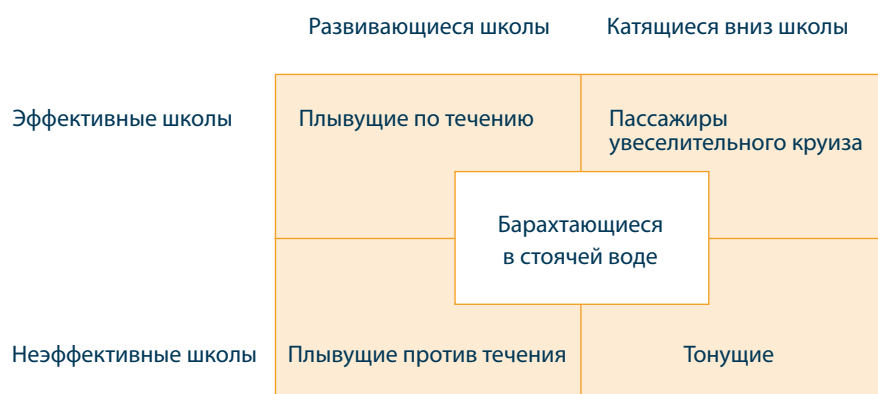 Развивающиеся школы
Катящиеся вниз школы
Эффективные школы
Плывущие по течению
Пассажиры
увеселительного круиза
Барахтающиеся
в стоячей воде
Неэффективные школы
Плывущие против течения
Тонущие